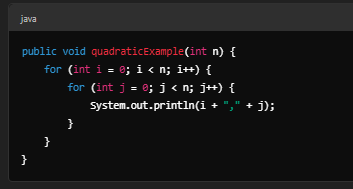 java
public void quadraticExample(int n) {
    for (int i = 0; i < n; i++) {
        for (int j = 0; j < n; j++) {
            System.out.println(i + "," + j);
        }
    }
}